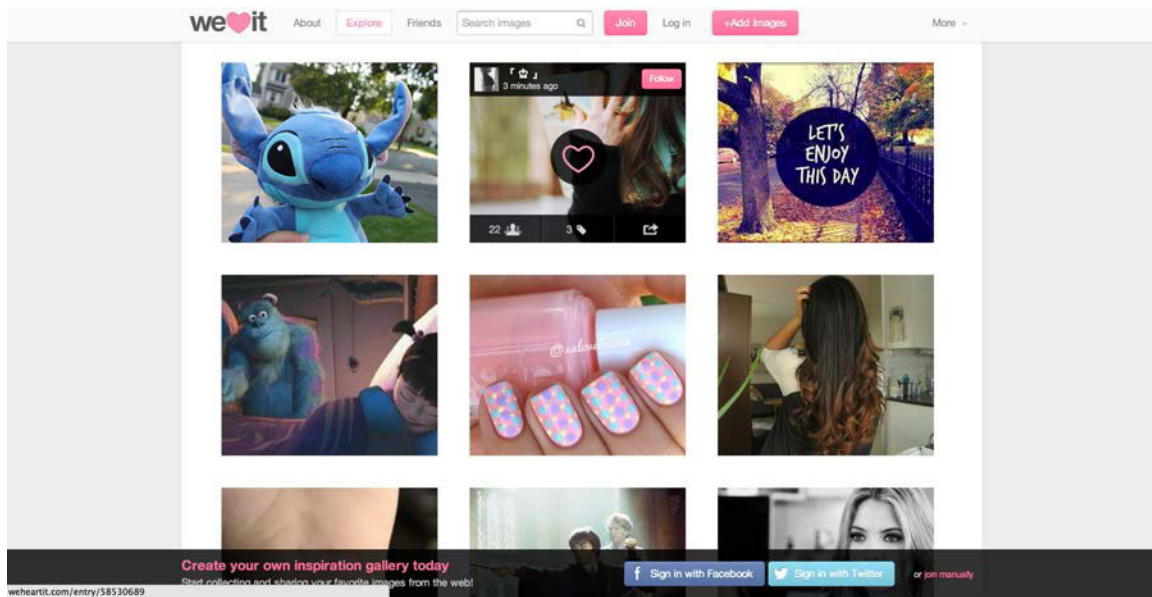 we it
About
Explore
Friends
Search images
Join
Log in
+Add Images
More
「 ♔ 」
3 minutes ago
Follow
22
3
LET'S
ENJOY
THIS DAY
Create your own inspiration gallery today
Start collecting and sharing your favorite images from the web!
f Sign in with Facebook
Sign in with Twitter
or join manually
weheartit.com/entry/58530689